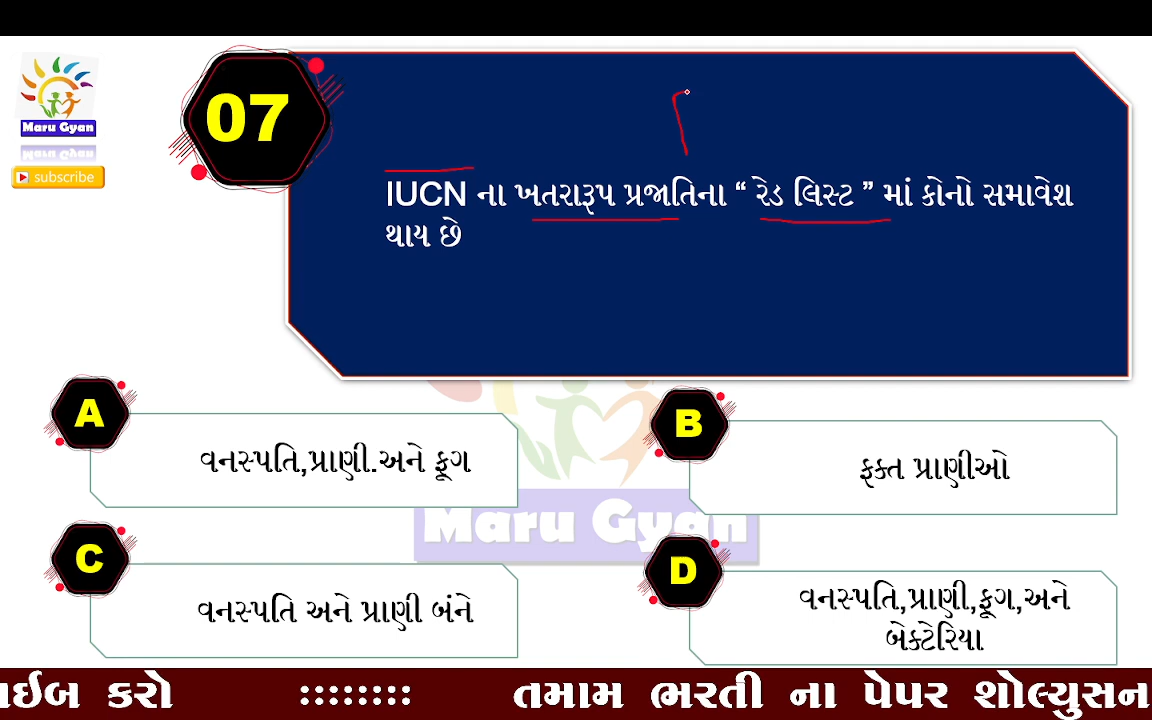 Maru Gyan
subscribe
07
IUCN ના ખતરારૂપ પ્રજાતિના “ રેડ લિસ્ટ ” માં કોનો સમાવેશ
થાય છે
A
વનસ્પતિ,પ્રાણી.અને ફૂગ
B
ફક્ત પ્રાણીઓ
Maru Gyan
C
વનસ્પતિ અને પ્રાણી બંને
D
વનસ્પતિ,પ્રાણી,ફૂગ,અને
બેક્ટેરિયા
કરો :::::::: તમામ ભરતી ના પેપર શોલ્યુસન